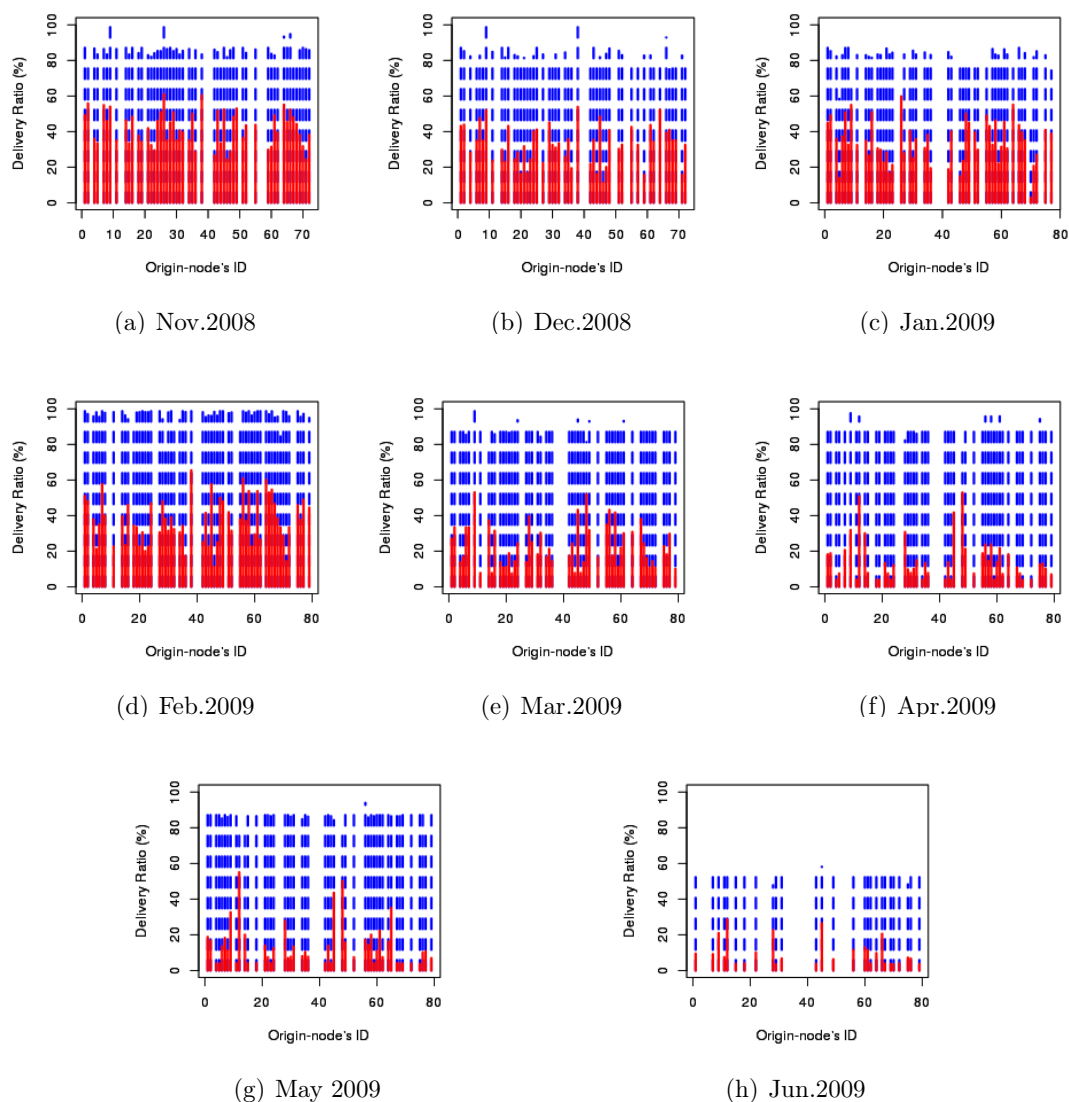 Delivery Ratio (%)
0 20 40 60 80 100
0 10 20 30 40 50 60 70
Origin-node's ID
(a) Nov.2008
Delivery Ratio (%)
0 20 40 60 80 100
0 10 20 30 40 50 60 70
Origin-node's ID
(b) Dec.2008
Delivery Ratio (%)
0 20 40 60 80 100
0 20 40 60 80
Origin-node's ID
(c) Jan.2009
Delivery Ratio (%)
0 20 40 60 80 100
0 20 40 60 80
Origin-node's ID
(d) Feb.2009
Delivery Ratio (%)
0 20 40 60 80 100
0 20 40 60 80
Origin-node's ID
(e) Mar.2009
Delivery Ratio (%)
0 20 40 60 80 100
0 20 40 60 80
Origin-node's ID
(f) Apr.2009
Delivery Ratio (%)
0 20 40 60 80 100
0 20 40 60 80
Origin-node's ID
(g) May 2009
Delivery Ratio (%)
0 20 40 60 80 100
0 20 40 60 80
Origin-node's ID
(h) Jun.2009